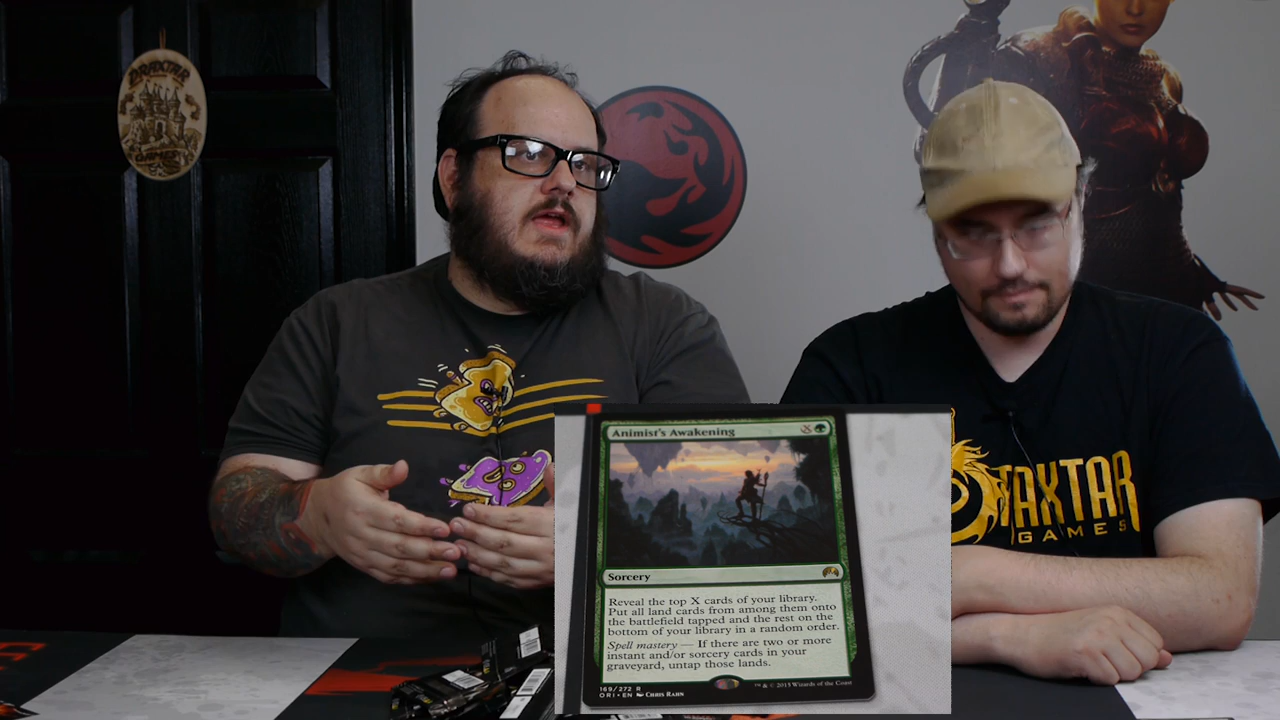 DRAXTAR
GAMES
TAXTAR
GAMES
Animist's Awakening X
Sorcery
Reveal the top X cards of your library.
Put all land cards from among them onto
the battlefield tapped and the rest on the
bottom of your library in a random order.
Spell mastery — If there are two or more
instant and/or sorcery cards in your
graveyard, untap those lands.
169/272 R
ORI • EN Chris Rahn
™ & © 2015 Wizards of the Coast